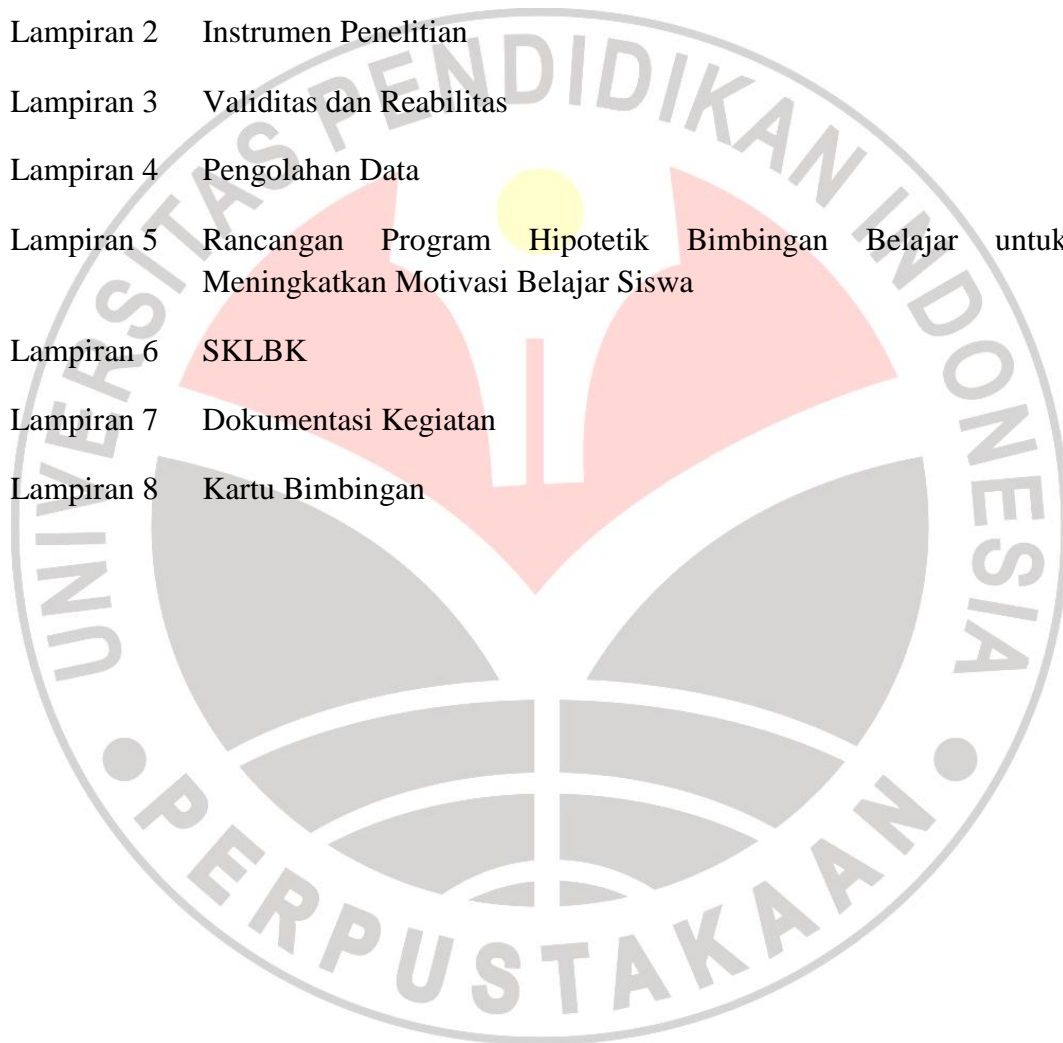 Lampiran 2 Instrumen Penelitian
Lampiran 3 Validitas dan Reabilitas
Lampiran 4 Pengolahan Data
Lampiran 5 Rancangan Program Hipotetik Bimbingan Belajar untuk
Meningkatkan Motivasi Belajar Siswa
Lampiran 6 SKLBK
Lampiran 7 Dokumentasi Kegiatan
Lampiran 8 Kartu Bimbingan
UNIVERSITAS PENDIDIKAN INDONESIA
PERPUSTAKAAN